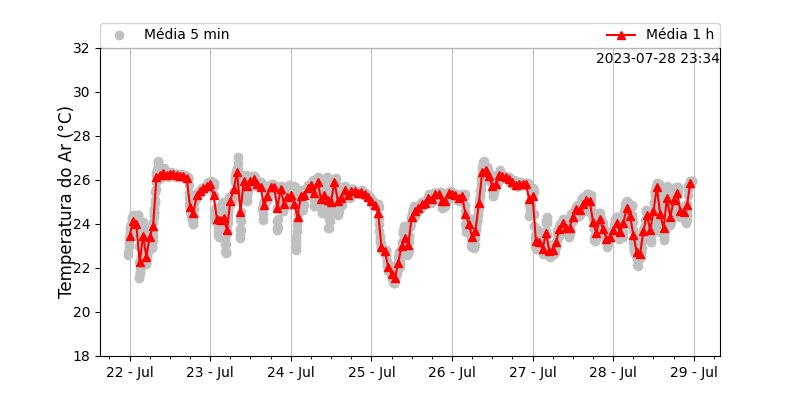 Média 5 min
Média 1 h
2023-07-28 23:34
Temperatura do Ar (°C)
32
30
28
26
24
22
20
18
22 - Jul
23 - Jul
24 - Jul
25 - Jul
26 - Jul
27 - Jul
28 - Jul
29 - Jul